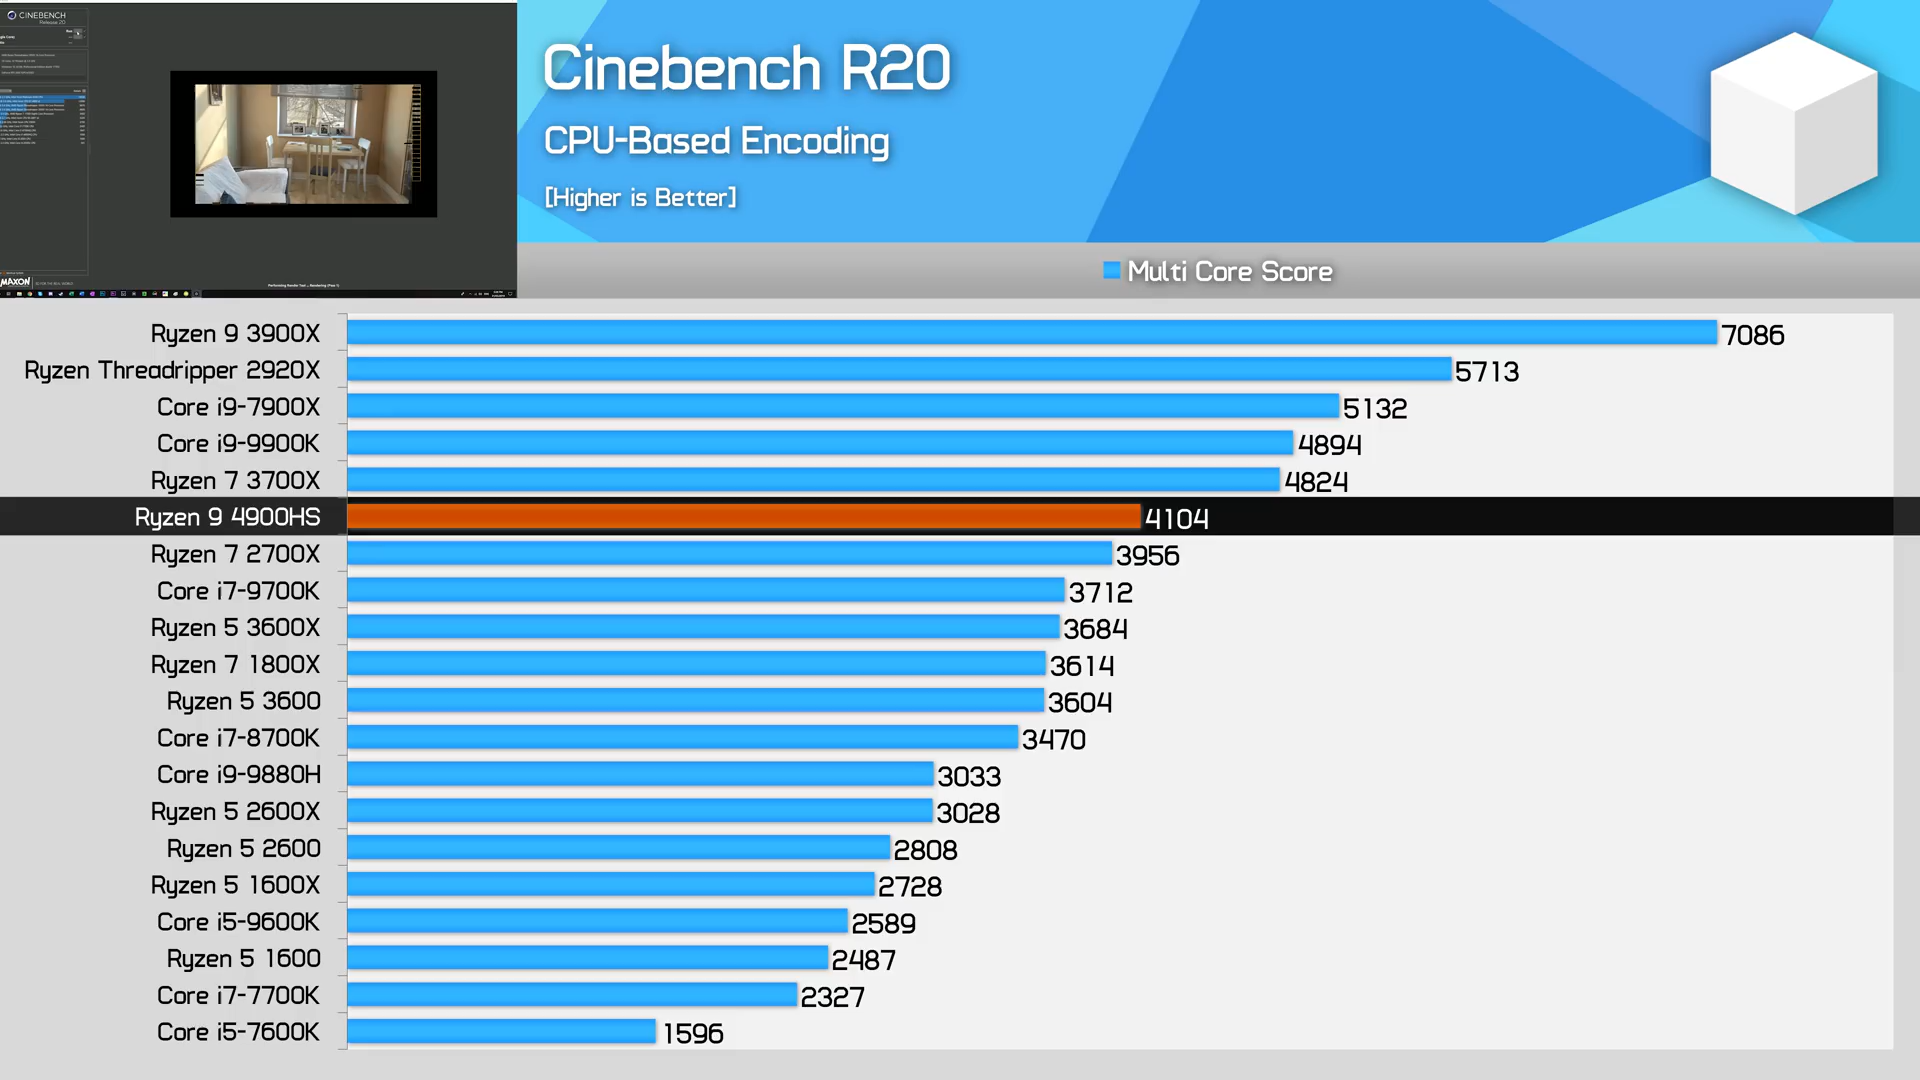 CINEBENCH
Release 20
MAXON
Cinebench R20
CPU-Based Encoding
[Higher is Better]
Multi Core Score
Ryzen 9 3900X 7086
Ryzen Threadripper 2920X 5713
Core i9-7900X 5132
Core i9-9900K 4894
Ryzen 7 3700X 4824
Ryzen 9 4900HS 4104
Ryzen 7 2700X 3956
Core i7-9700K 3712
Ryzen 5 3600X 3684
Ryzen 7 1800X 3614
Ryzen 5 3600 3604
Core i7-8700K 3470
Core i9-9880H 3033
Ryzen 5 2600X 3028
Ryzen 5 2600 2808
Ryzen 5 1600X 2728
Core i5-9600K 2589
Ryzen 5 1600 2487
Core i7-7700K 2327
Core i5-7600K 1596